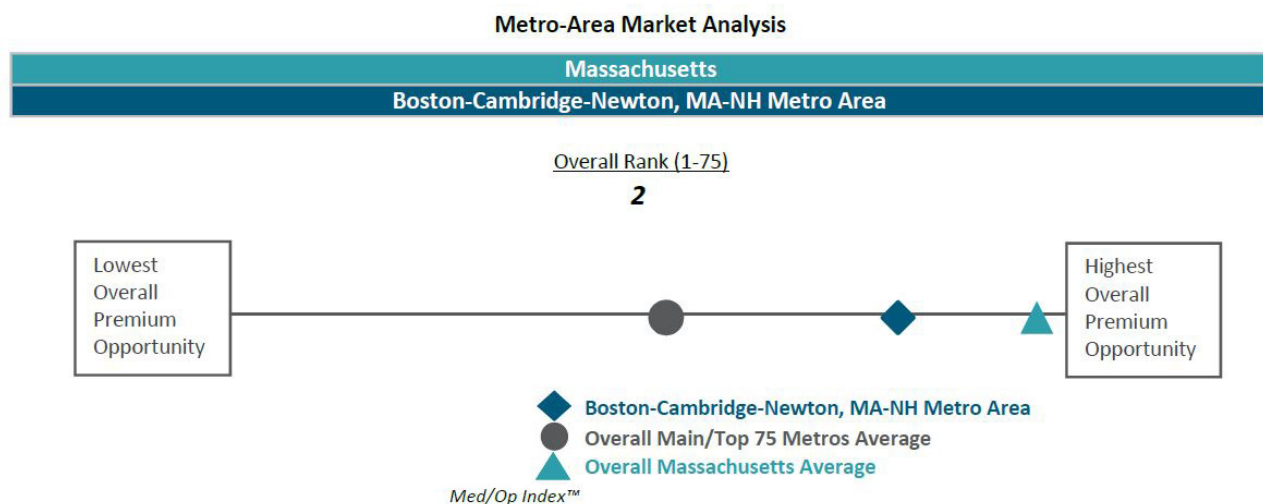 Metro-Area Market Analysis
Massachusetts
Boston-Cambridge-Newton, MA-NH Metro Area
Overall Rank (1-75)
2
Lowest
Overall
Premium
Opportunity
Highest
Overall
Premium
Opportunity
Boston-Cambridge-Newton, MA-NH Metro Area
Overall Main/Top 75 Metros Average
Overall Massachusetts Average
Med/Op Index™